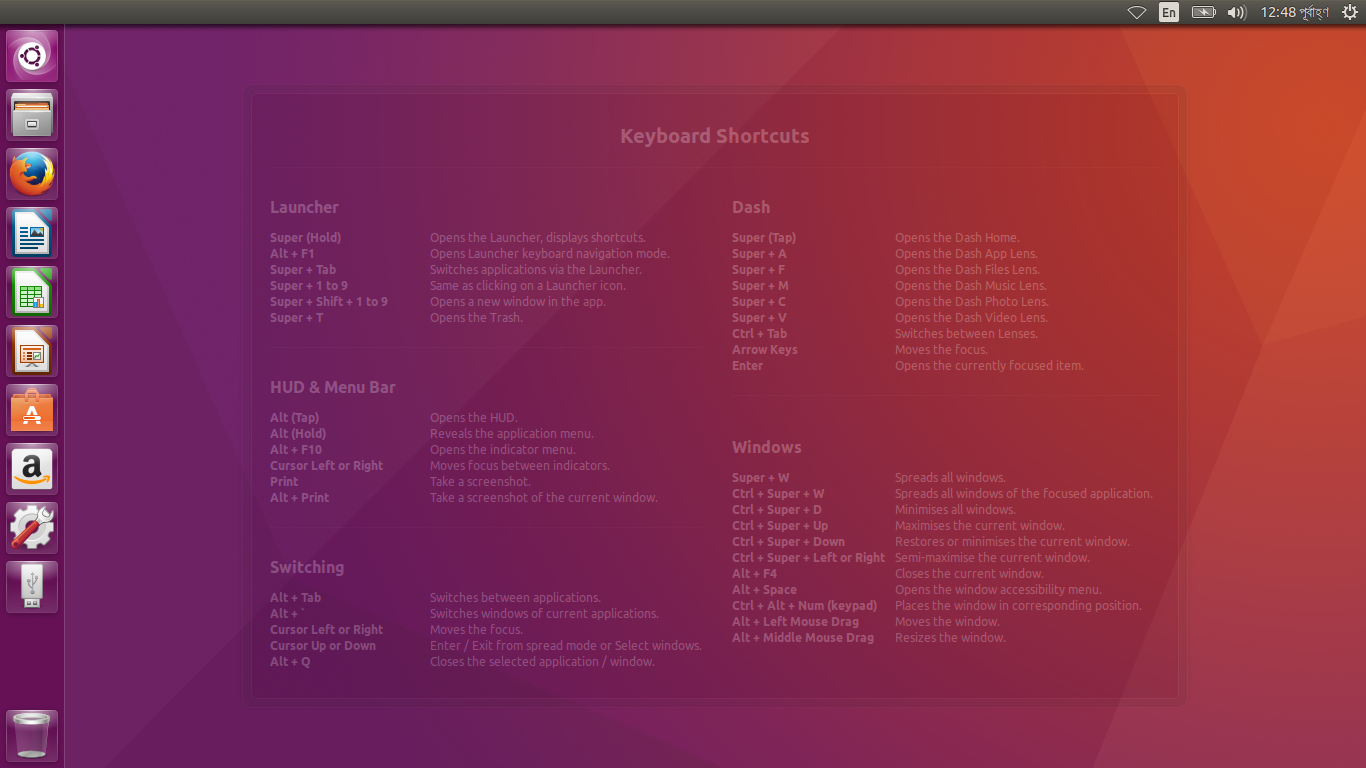 En
12:48 পূর্বাহ্ণ
Keyboard Shortcuts
Launcher
Super (Hold) Opens the Launcher, displays shortcuts.
Alt + F1 Opens Launcher keyboard navigation mode.
Super + Tab Switches applications via the Launcher.
Super + 1 to 9 Same as clicking on a Launcher icon.
Super + Shift + 1 to 9 Opens a new window in the app.
Super + T Opens the Trash.
HUD & Menu Bar
Alt (Tap) Opens the HUD.
Alt (Hold) Reveals the application menu.
Alt + F10 Opens the indicator menu.
Cursor Left or Right Moves focus between indicators.
Print Take a screenshot.
Alt + Print Take a screenshot of the current window.
Switching
Alt + Tab Switches between applications.
Alt + ` Switches windows of current applications.
Cursor Left or Right Moves the focus.
Cursor Up or Down Enter / Exit from spread mode or Select windows.
Alt + Q Closes the selected application / window.
Dash
Super (Tap) Opens the Dash Home.
Super + A Opens the Dash App Lens.
Super + F Opens the Dash Files Lens.
Super + M Opens the Dash Music Lens.
Super + C Opens the Dash Photo Lens.
Super + V Opens the Dash Video Lens.
Ctrl + Tab Switches between Lenses.
Arrow Keys Moves the focus.
Enter Opens the currently focused item.
Windows
Super + W Spreads all windows.
Ctrl + Super + W Spreads all windows of the focused application.
Ctrl + Super + D Minimises all windows.
Ctrl + Super + Up Maximises the current window.
Ctrl + Super + Down Restores or minimises the current window.
Ctrl + Super + Left or Right Semi-maximise the current window.
Alt + F4 Closes the current window.
Alt + Space Opens the window accessibility menu.
Ctrl + Alt + Num (keypad) Places the window in corresponding position.
Alt + Left Mouse Drag Moves the window.
Alt + Middle Mouse Drag Resizes the window.
A
a